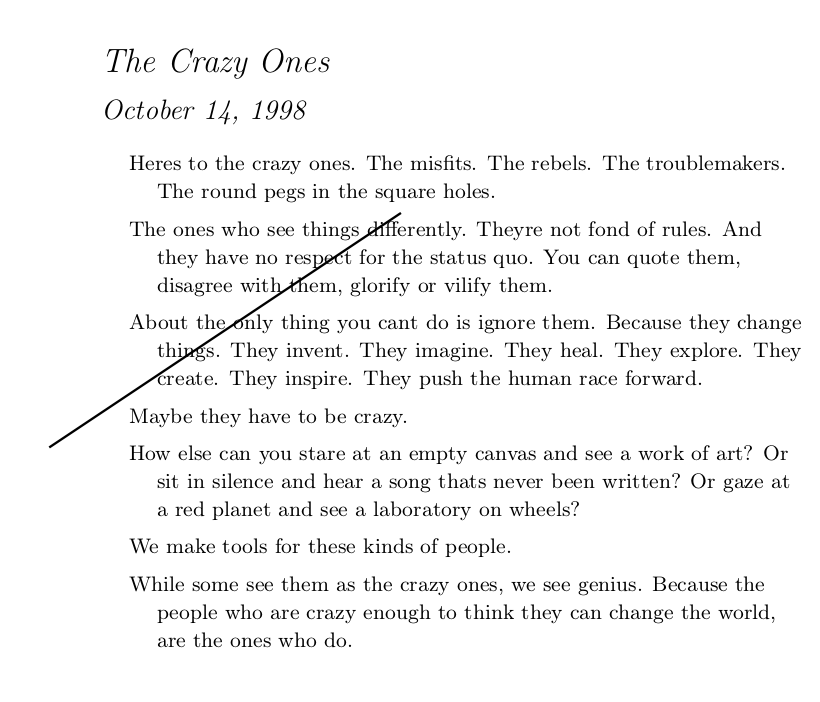 The Crazy Ones
October 14, 1998
Heres to the crazy ones. The misfits. The rebels. The troublemakers.
The round pegs in the square holes.
The ones who see things differently. Theyre not fond of rules. And
they have no respect for the status quo. You can quote them,
disagree with them, glorify or vilify them.
About the only thing you cant do is ignore them. Because they change
things. They invent. They imagine. They heal. They explore. They
create. They inspire. They push the human race forward.
Maybe they have to be crazy.
How else can you stare at an empty canvas and see a work of art? Or
sit in silence and hear a song thats never been written? Or gaze at
a red planet and see a laboratory on wheels?
We make tools for these kinds of people.
While some see them as the crazy ones, we see genius. Because the
people who are crazy enough to think they can change the world,
are the ones who do.